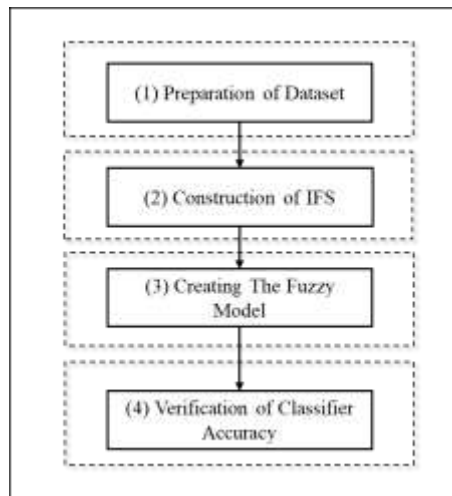 (1) Preparation of Dataset
(2) Construction of IFS
(3) Creating The Fuzzy
Model
(4) Verification of Classifier
Accuracy